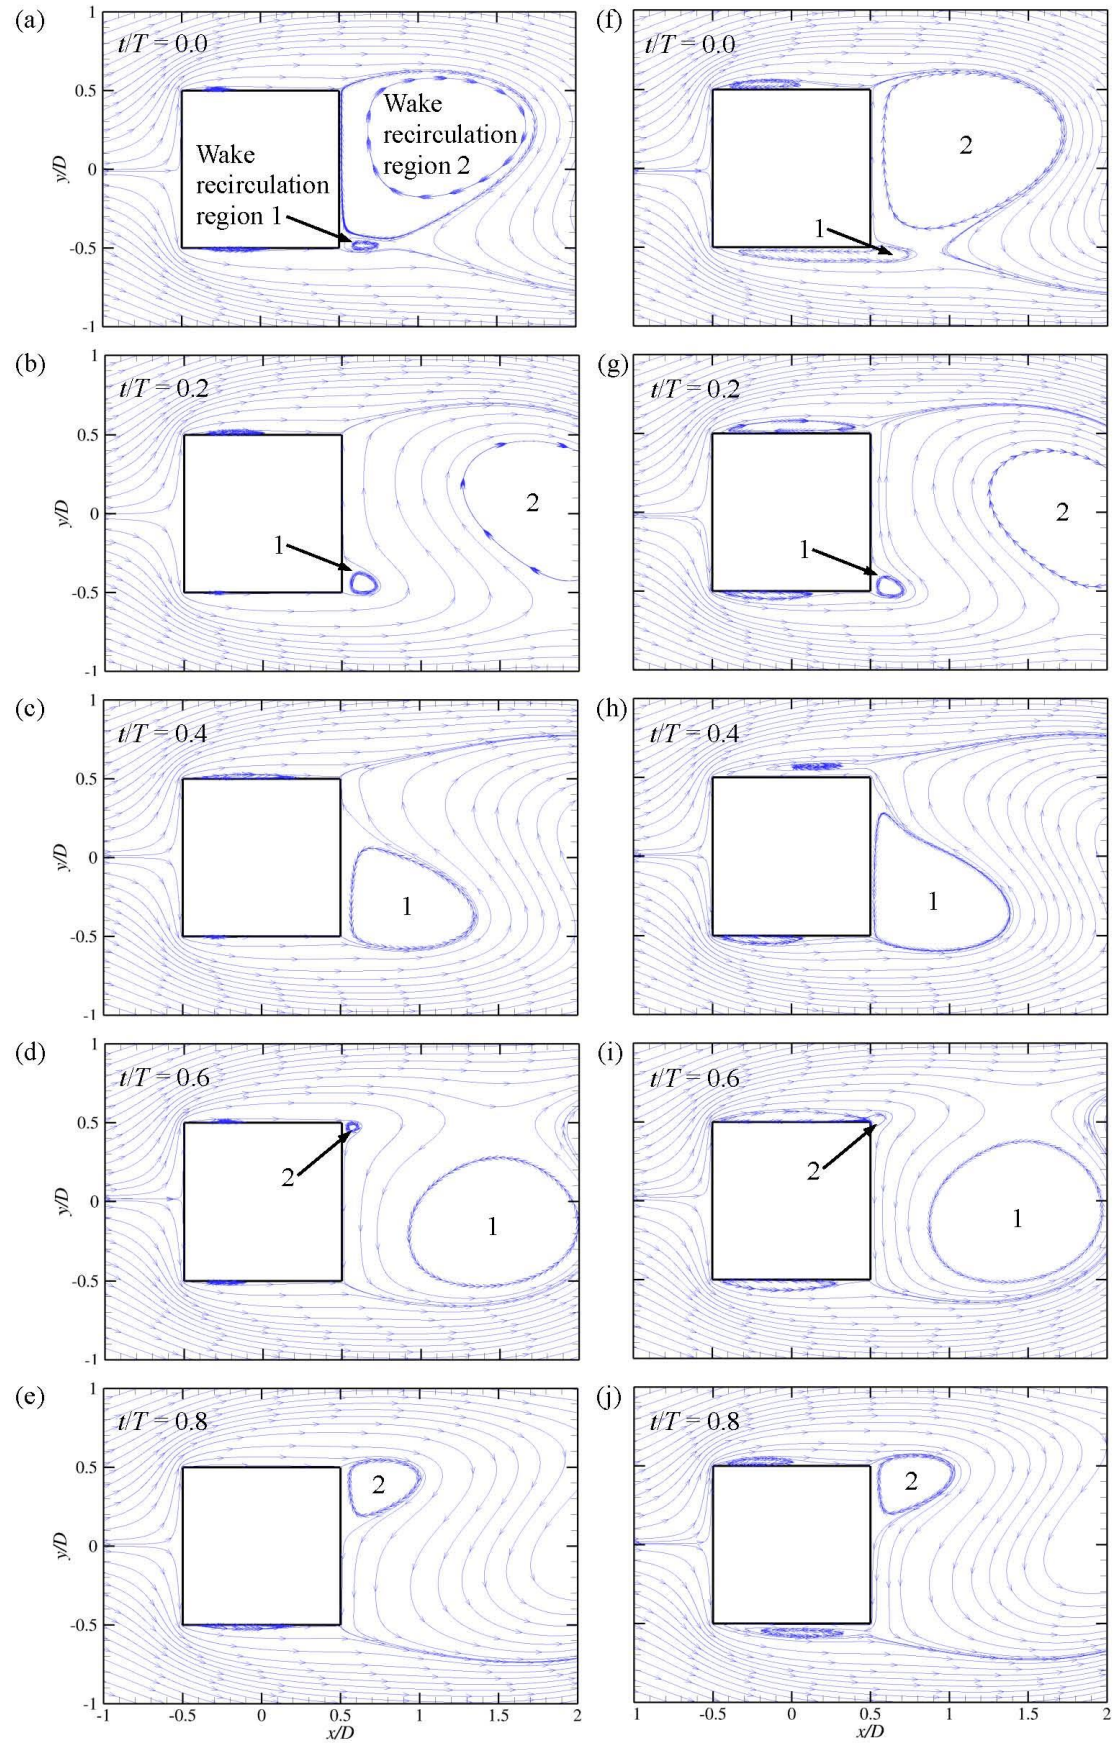 (a)
t/T = 0.0
Wake
recirculation
region 2
Wake
recirculation
region 1
0.5
0
-0.5
-1
y/D
(f)
t/T = 0.0
2
1
(b)
t/T = 0.2
2
1
1
0.5
0
-0.5
-1
y/D
(g)
t/T = 0.2
2
1
(c)
t/T = 0.4
1
1
0.5
0
-0.5
-1
y/D
(h)
t/T = 0.4
1
(d)
t/T = 0.6
2
1
1
0.5
0
-0.5
-1
y/D
(i)
t/T = 0.6
2
1
(e)
t/T = 0.8
2
1
0.5
0
-0.5
-1
y/D
-1 -0.5 0 0.5 1 1.5 2
x/D
(j)
t/T = 0.8
2
-1 -0.5 0 0.5 1 1.5 2
x/D